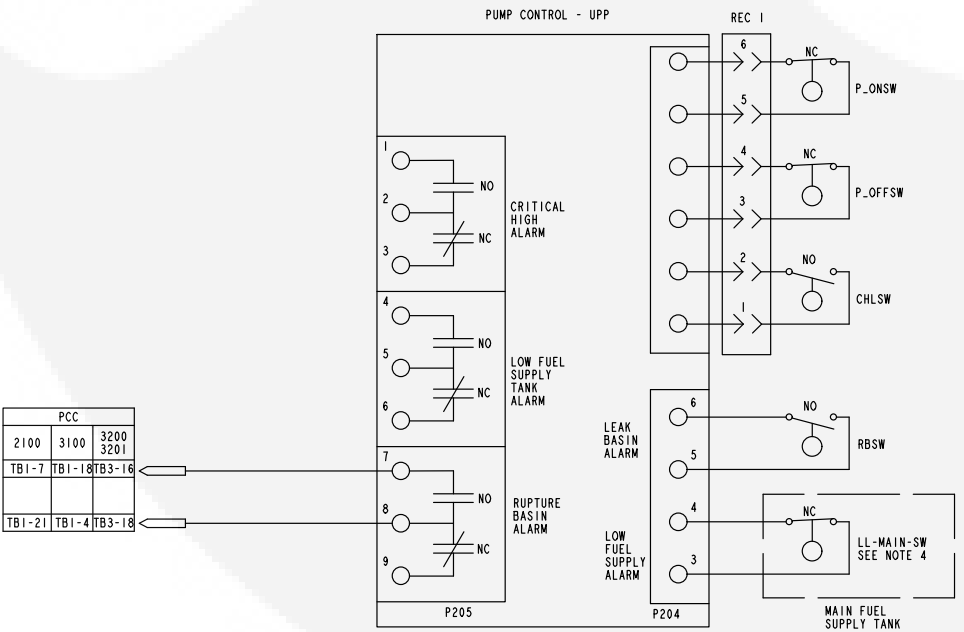 PUMP CONTROL - UPP
REC 1
6
NC
P_ONSW
5
4
NC
P_OFFSW
3
2
NO
CHLSW
1
1
NO
2
CRITICAL
HIGH
ALARM
NC
3
4
NO
5
LOW FUEL
SUPPLY
TANK
ALARM
NC
6
7
NO
8
RUPTURE
BASIN
ALARM
NC
9
P205
6
NO
LEAK
BASIN
ALARM
RBSW
5
4
NC
LOW
FUEL
SUPPLY
ALARM
LL-MAIN-SW
SEE NOTE 4
3
P204
MAIN FUEL
SUPPLY TANK
PCC
2100 3100 3200 3201
TB1-7 TB1-18 TB3-16
TB1-21 TB1-4 TB3-18